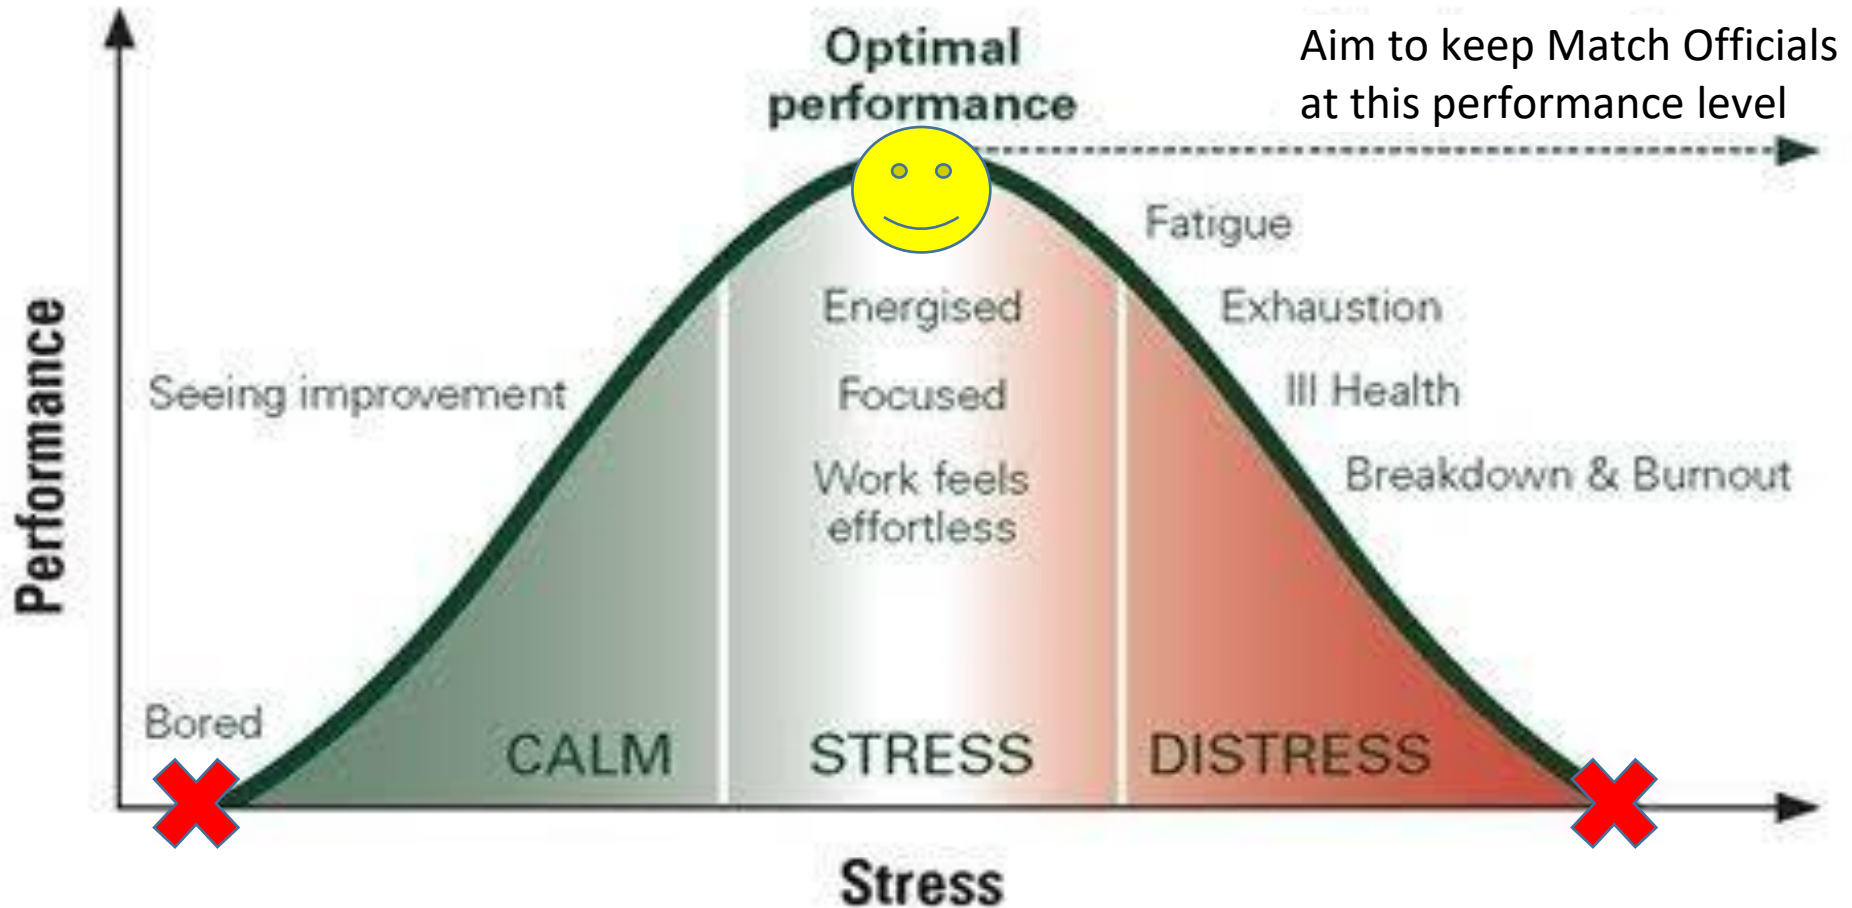 Optimal
performance
Aim to keep Match Officials
at this performance level
Fatigue
Energised
Exhaustion
Seeing improvement
Focused
Ill Health
Work feels
effortless
Breakdown & Burnout
Performance
Bored
CALM
STRESS
DISTRESS
Stress